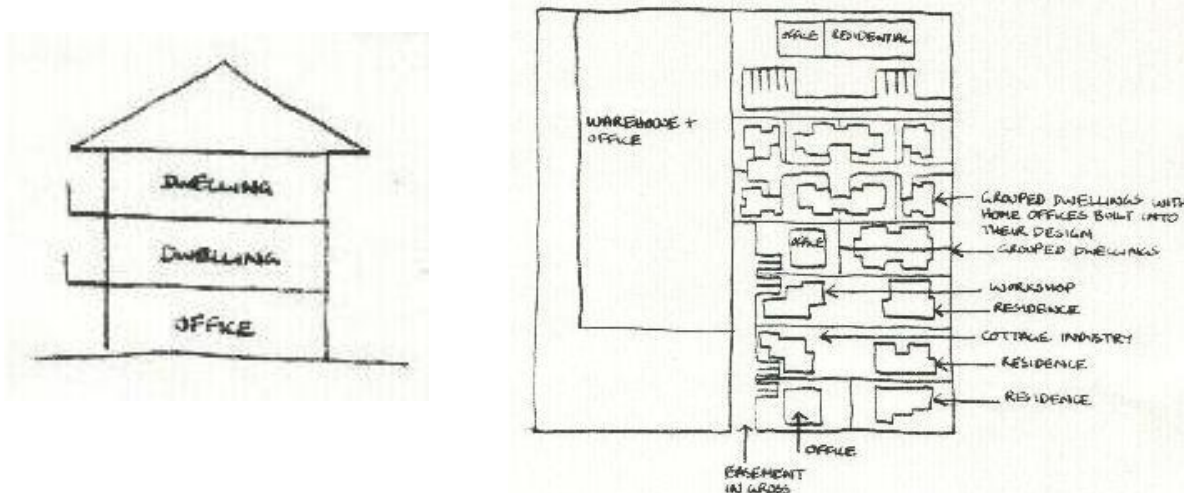 DWELLING
DWELLING
OFFICE
OFFICE RESIDENTIAL
WAREHOUSE +
OFFICE
GROUPED DWELLINGS WITH
HOME OFFICES BUILT INTO
THEIR DESIGN
OFFICE
GROUPED DWELLINGS
WORKSHOP
RESIDENCE
COTTAGE INDUSTRY
RESIDENCE
RESIDENCE
OFFICE
EASEMENT
IN GROSS